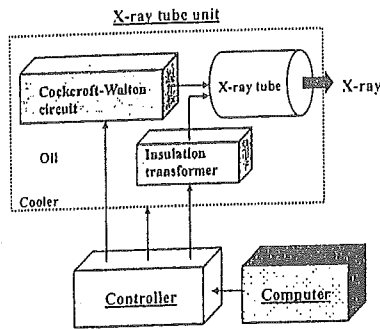 X-ray tube unit
Cockcroft-Walton
circuit
X-ray tube
X-ray
Oil
Insulation
transformer
Cooler
Controller
Computer